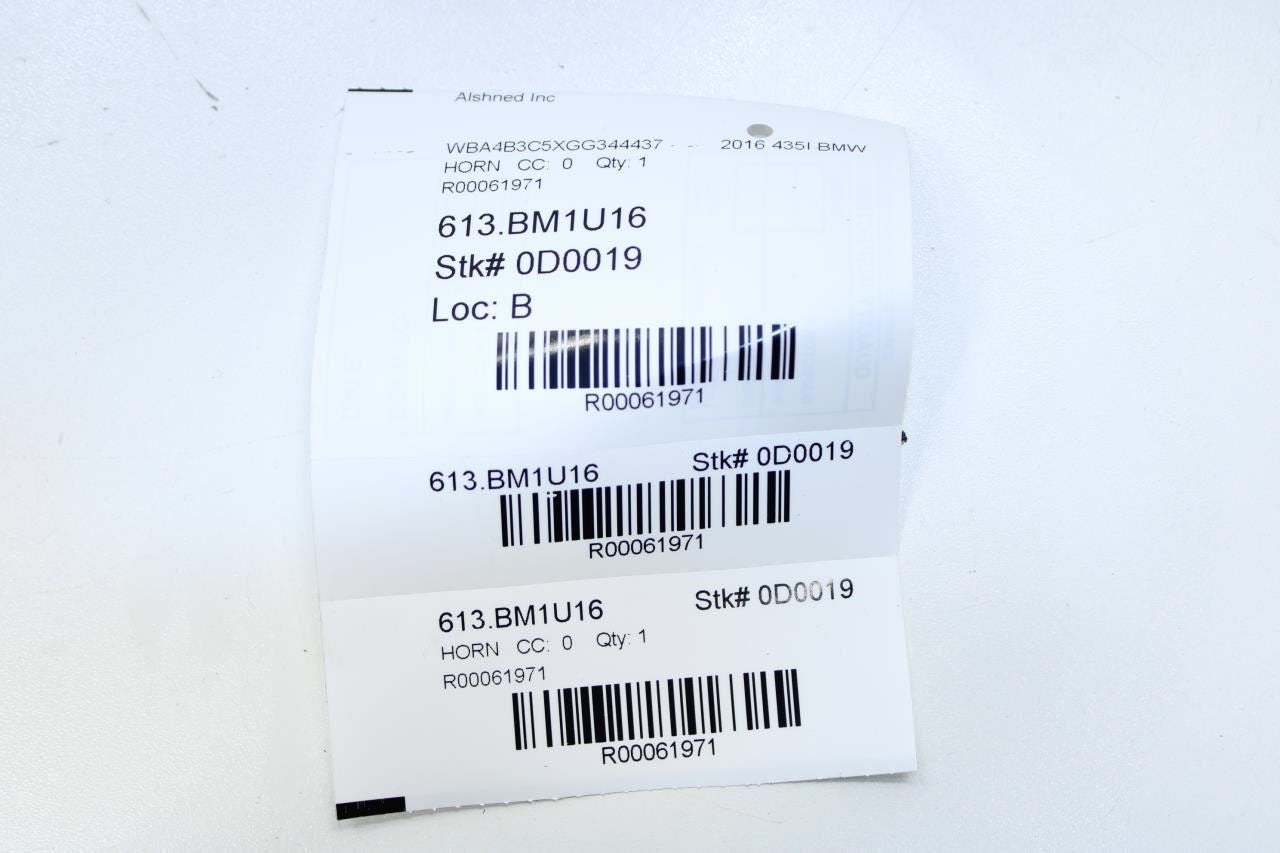 Alshned Inc
WBA4B3C5XGG344437 2016 435I BMW
HORN CC: 0 Qty: 1
R00061971
613.BM1U16
Stk# 0D0019
Loc: B
R00061971
613.BM1U16 Stk# 0D0019
R00061971
613.BM1U16 Stk# 0D0019
HORN CC: 0 Qty: 1
R00061971
R00061971